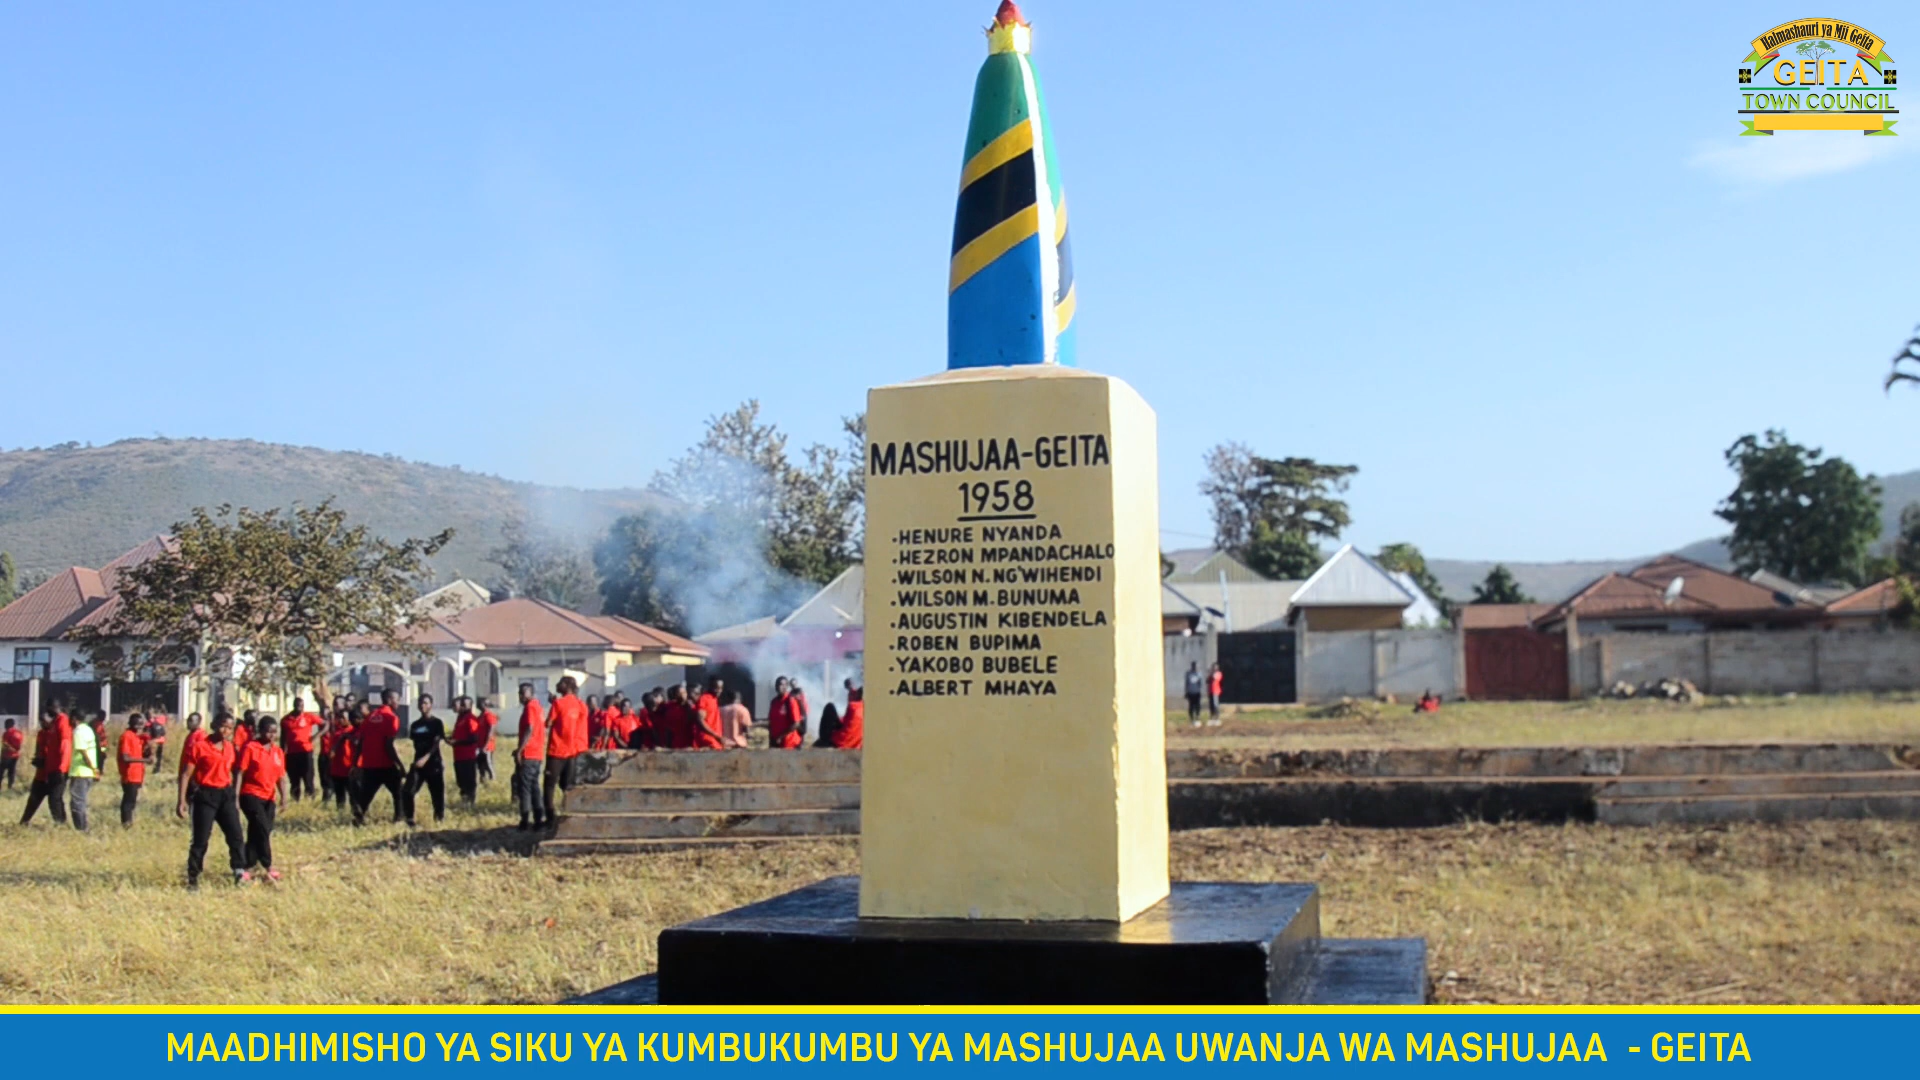 Halmashauri ya Mji Geita
GEITA
TOWN COUNCIL
MASHUJAA-GEITA
1958
.HENURE NYANDA
.HEZRON MPANDACHALO
.WILSON N.NG'WIHENDI
.WILSON M.BUNUMA
.AUGUSTIN KIBENDELA
.ROBEN BUPIMA
.YAKOBO BUBELE
.ALBERT MHAYA
MAADHIMISHO YA SIKU YA KUMBUKUMBU YA MASHUJAA UWANJA WA MASHUJAA - GEITA